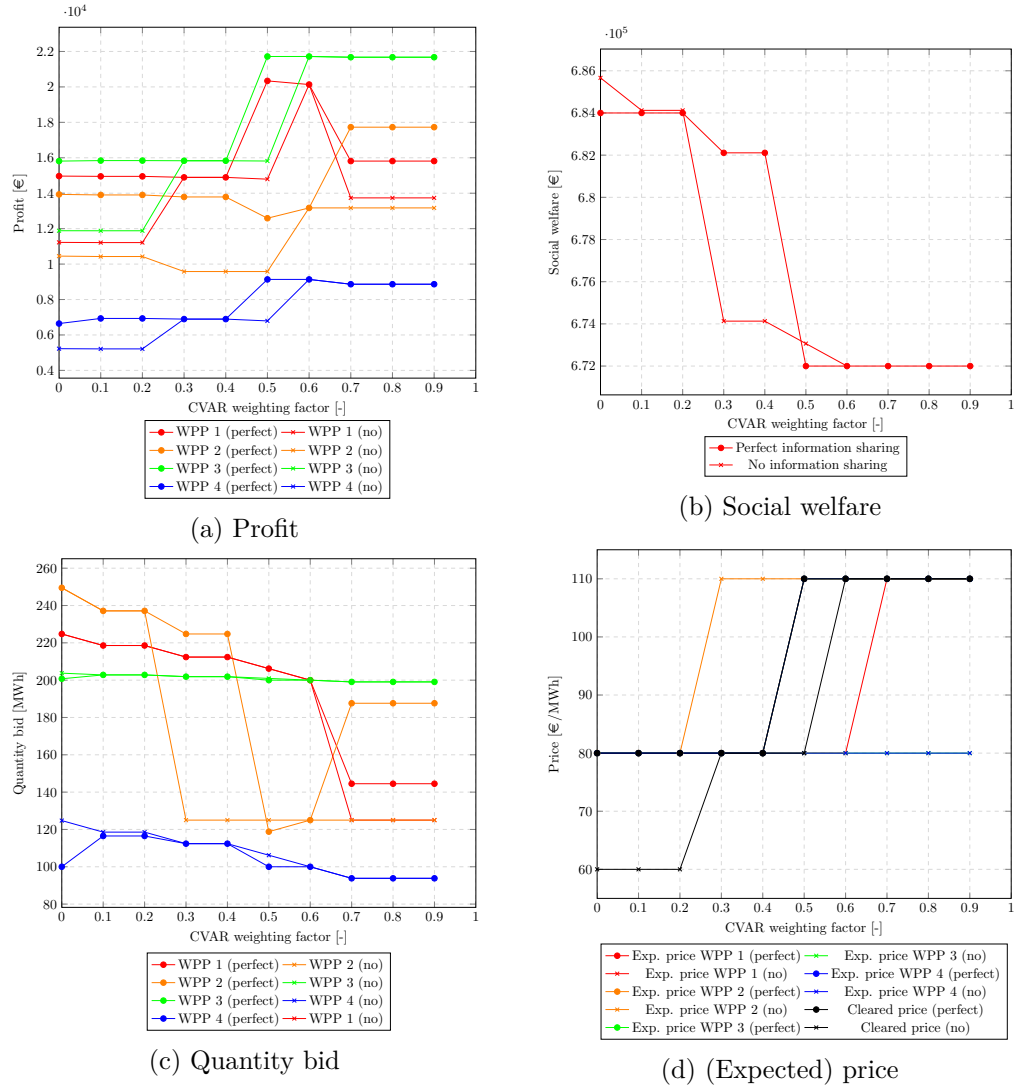 ·10⁴
2.2
2
1.8
1.6
1.4
1.2
1
0.8
0.6
0.4
Profit [€]
0 0.1 0.2 0.3 0.4 0.5 0.6 0.7 0.8 0.9 1
CVAR weighting factor [-]
WPP 1 (perfect) WPP 1 (no)
WPP 2 (perfect) WPP 2 (no)
WPP 3 (perfect) WPP 3 (no)
WPP 4 (perfect) WPP 4 (no)
(a) Profit
·10⁵
6.86
6.84
6.82
6.8
6.78
6.76
6.74
6.72
Social welfare [€]
0 0.1 0.2 0.3 0.4 0.5 0.6 0.7 0.8 0.9 1
CVAR weighting factor [-]
Perfect information sharing
No information sharing
(b) Social welfare
260
240
220
200
180
160
140
120
100
80
Quantity bid [MWh]
0 0.1 0.2 0.3 0.4 0.5 0.6 0.7 0.8 0.9 1
CVAR weighting factor [-]
WPP 1 (perfect) WPP 2 (no)
WPP 2 (perfect) WPP 3 (no)
WPP 3 (perfect) WPP 4 (no)
WPP 4 (perfect) WPP 1 (no)
(c) Quantity bid
110
100
90
80
70
60
Price [€/MWh]
0 0.1 0.2 0.3 0.4 0.5 0.6 0.7 0.8 0.9 1
CVAR weighting factor [-]
Exp. price WPP 1 (perfect) Exp. price WPP 3 (no)
Exp. price WPP 1 (no) Exp. price WPP 4 (perfect)
Exp. price WPP 2 (perfect) Exp. price WPP 4 (no)
Exp. price WPP 2 (no) Cleared price (perfect)
Exp. price WPP 3 (perfect) Cleared price (no)
(d) (Expected) price